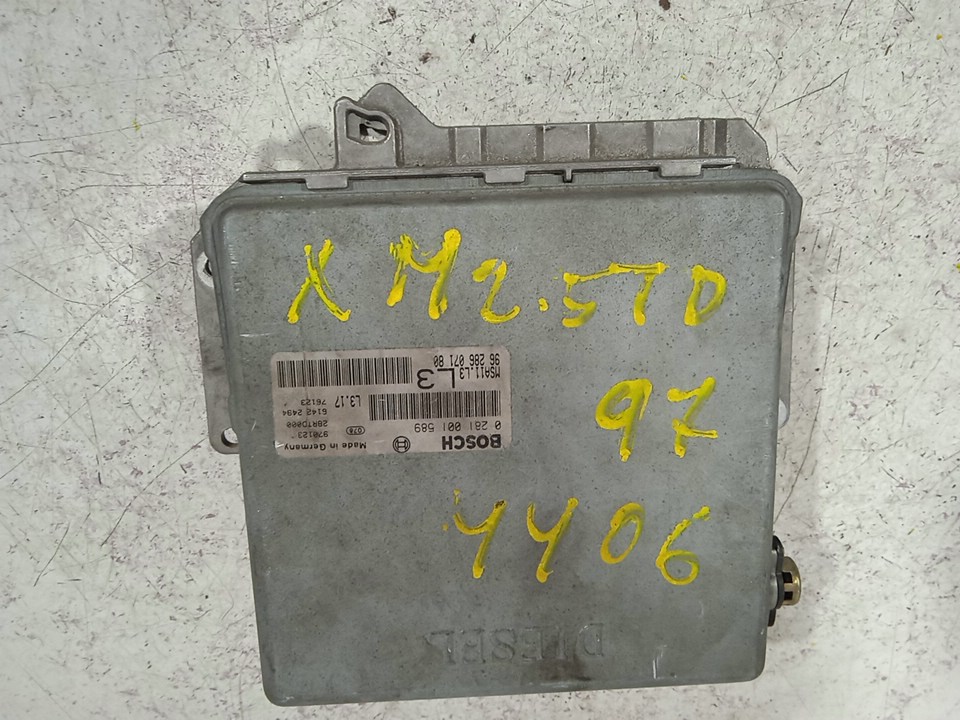 XM 2.5TD
97
4406
BOSCH Made in Germany
0 281 001 589 970123
28RTD000
6142 2494
L3.17 76123
L3
MSA11.L3
96 286 071 80
DIESEL